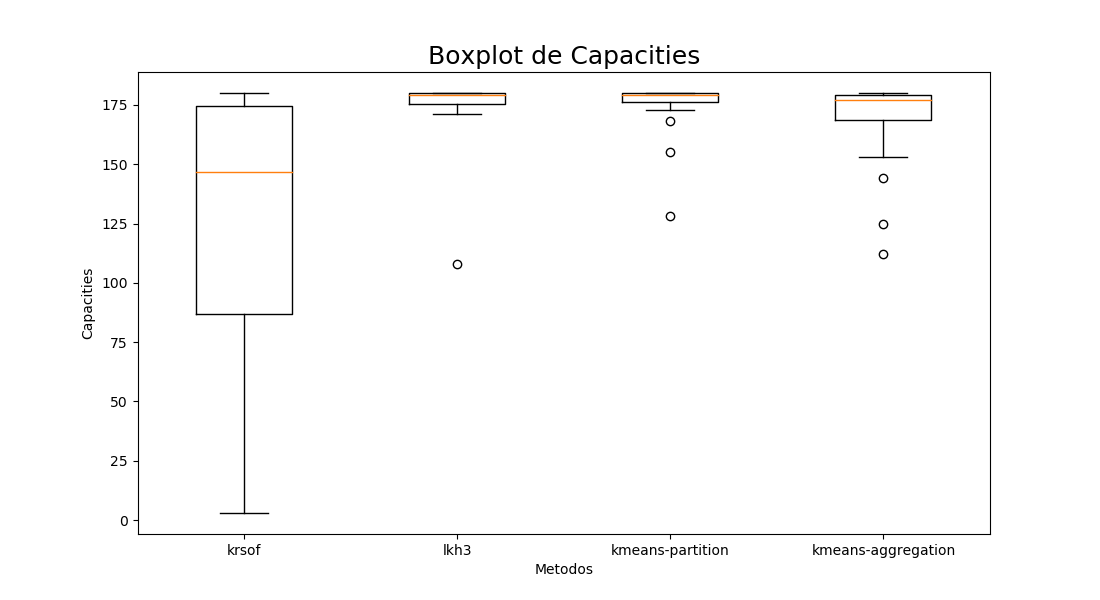 Boxplot de Capacities
175
150
125
100
75
50
25
0
Capacities
krsof lkh3 kmeans-partition kmeans-aggregation
Metodos